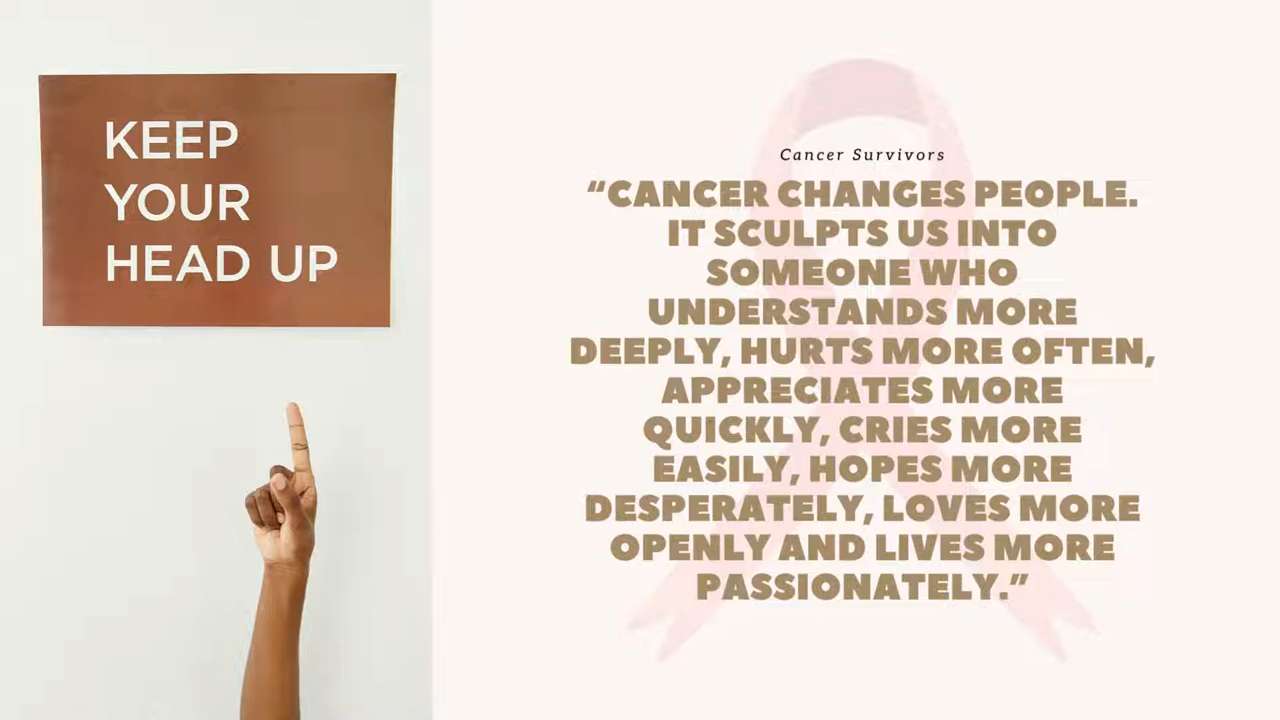 KEEP
YOUR
HEAD UP
Cancer Survivors
“CANCER CHANGES PEOPLE.
IT SCULPTS US INTO
SOMEONE WHO
UNDERSTANDS MORE
DEEPLY, HURTS MORE OFTEN,
APPRECIATES MORE
QUICKLY, CRIES MORE
EASILY, HOPES MORE
DESPERATELY, LOVES MORE
OPENLY AND LIVES MORE
PASSIONATELY.”